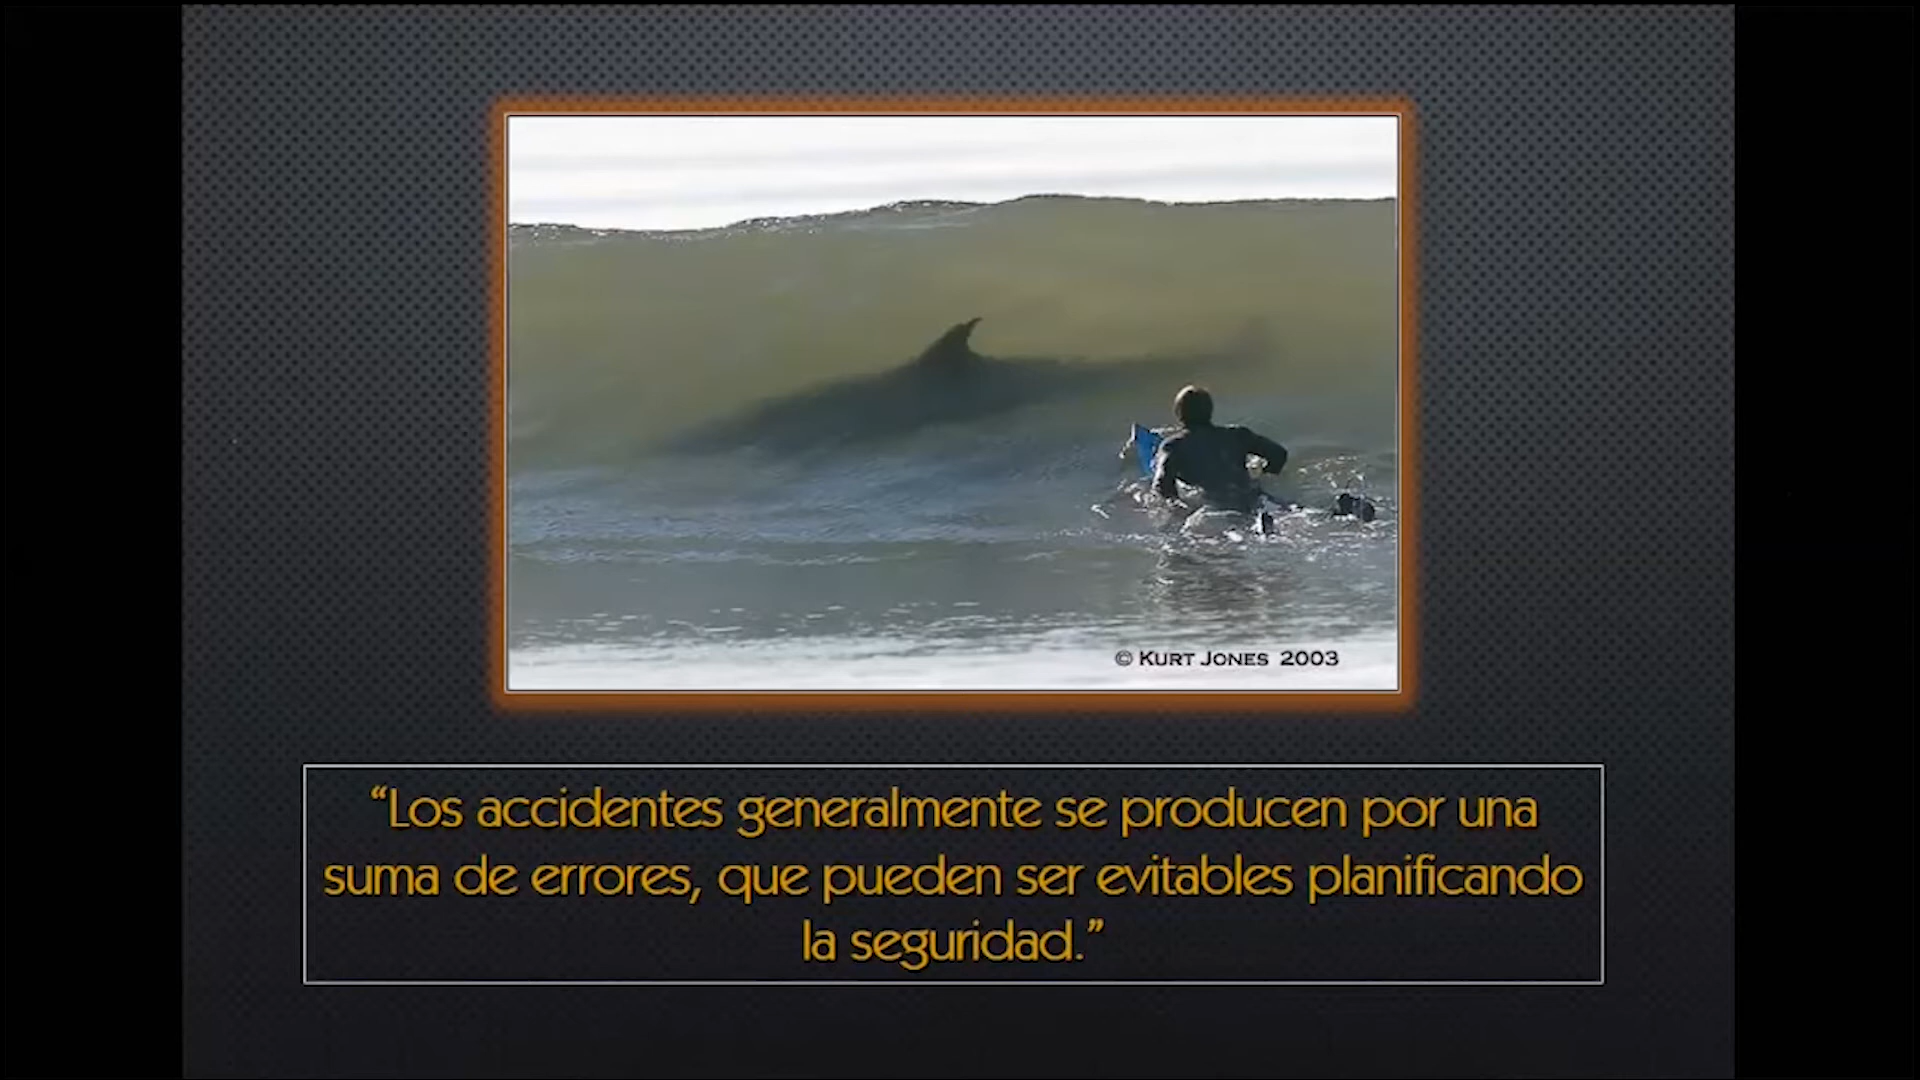 © Kurt Jones 2003
“Los accidentes generalmente se producen por una
suma de errores, que pueden ser evitables planificando
la seguridad.”